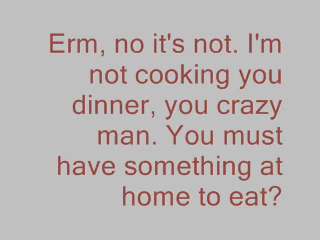 Erm, no it's not. I'm
not cooking you
dinner, you crazy
man. You must
have something at
home to eat?